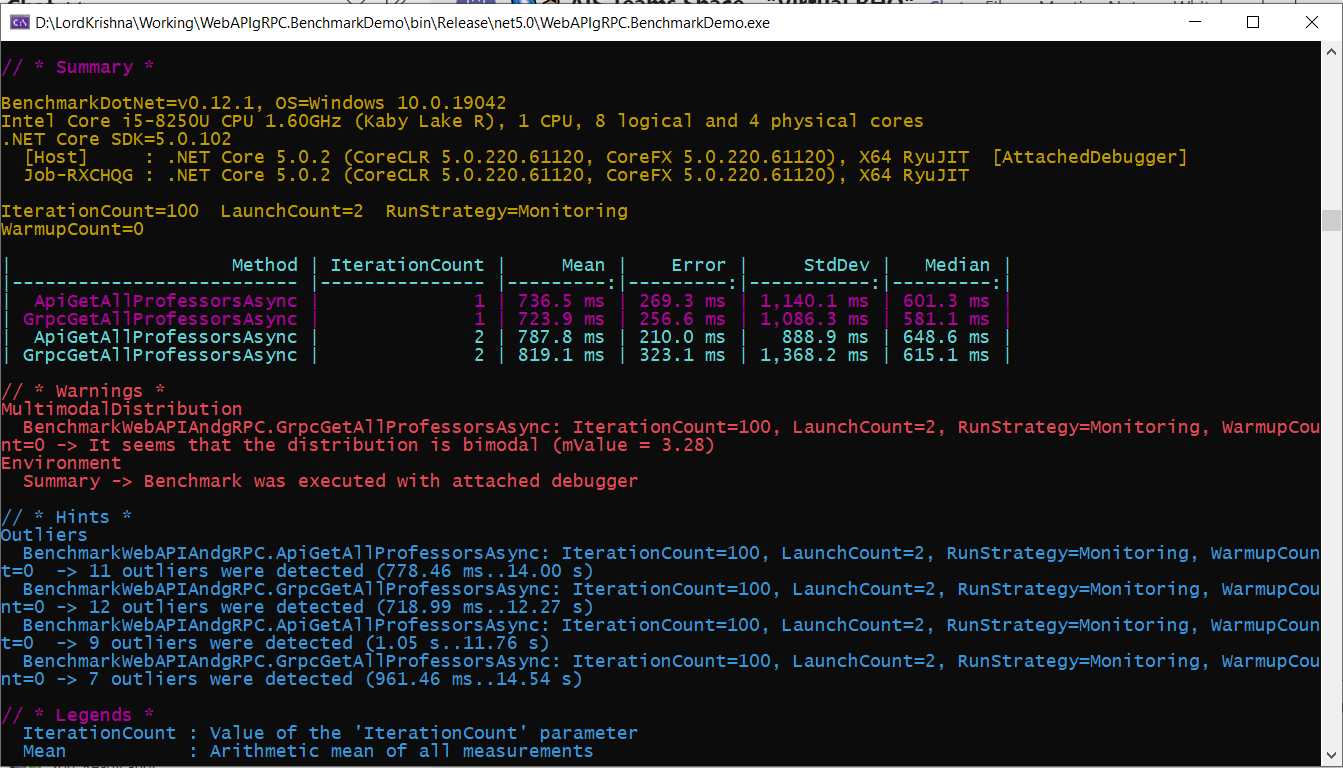 D:\LordKrishna\Working\WebAPIgRPC.BenchmarkDemo\bin\Release\net5.0\WebAPIgRPC.BenchmarkDemo.exe
// * Summary *
BenchmarkDotNet=v0.12.1, OS=Windows 10.0.19042
Intel Core i5-8250U CPU 1.60GHz (Kaby Lake R), 1 CPU, 8 logical and 4 physical cores
.NET Core SDK=5.0.102
  [Host]     : .NET Core 5.0.2 (CoreCLR 5.0.220.61120, CoreFX 5.0.220.61120), X64 RyuJIT  [AttachedDebugger]
  Job-RXCHQG : .NET Core 5.0.2 (CoreCLR 5.0.220.61120, CoreFX 5.0.220.61120), X64 RyuJIT
IterationCount=100  LaunchCount=2  RunStrategy=Monitoring
WarmupCount=0
|                    Method | IterationCount |     Mean |    Error |     StdDev |   Median |
|-------------------------- |--------------- |---------:|---------:|-----------:|---------:|
|  ApiGetAllProfessorsAsync |              1 | 736.5 ms | 269.3 ms | 1,140.1 ms | 601.3 ms |
| GrpcGetAllProfessorsAsync |              1 | 723.9 ms | 256.6 ms | 1,086.3 ms | 581.1 ms |
|  ApiGetAllProfessorsAsync |              2 | 787.8 ms | 210.0 ms |   888.9 ms | 648.6 ms |
| GrpcGetAllProfessorsAsync |              2 | 819.1 ms | 323.1 ms | 1,368.2 ms | 615.1 ms |
// * Warnings *
MultimodalDistribution
  BenchmarkWebAPIAndgRPC.GrpcGetAllProfessorsAsync: IterationCount=100, LaunchCount=2, RunStrategy=Monitoring, WarmupCou
nt=0 -> It seems that the distribution is bimodal (mValue = 3.28)
Environment
  Summary -> Benchmark was executed with attached debugger
// * Hints *
Outliers
  BenchmarkWebAPIAndgRPC.ApiGetAllProfessorsAsync: IterationCount=100, LaunchCount=2, RunStrategy=Monitoring, WarmupCoun
t=0  -> 11 outliers were detected (778.46 ms..14.00 s)
  BenchmarkWebAPIAndgRPC.GrpcGetAllProfessorsAsync: IterationCount=100, LaunchCount=2, RunStrategy=Monitoring, WarmupCou
nt=0 -> 12 outliers were detected (718.99 ms..12.27 s)
  BenchmarkWebAPIAndgRPC.ApiGetAllProfessorsAsync: IterationCount=100, LaunchCount=2, RunStrategy=Monitoring, WarmupCoun
t=0  -> 9 outliers were detected (1.05 s..11.76 s)
  BenchmarkWebAPIAndgRPC.GrpcGetAllProfessorsAsync: IterationCount=100, LaunchCount=2, RunStrategy=Monitoring, WarmupCou
nt=0 -> 7 outliers were detected (961.46 ms..14.54 s)
// * Legends *
  IterationCount : Value of the 'IterationCount' parameter
  Mean           : Arithmetic mean of all measurements